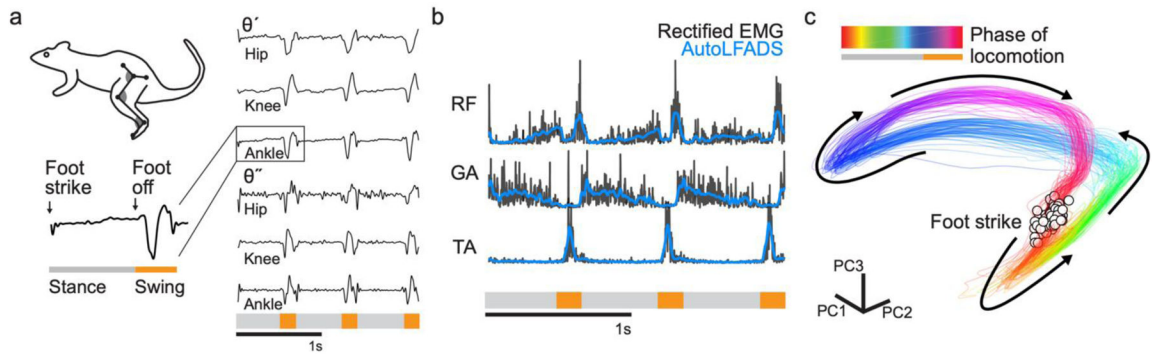 a
θ´
Hip
Knee
Ankle
θ˝
Hip
Knee
Ankle
1s
Foot strike
Foot off
Stance
Swing
b
Rectified EMG
AutoLFADS
RF
GA
TA
1s
c
Phase of
locomotion
Foot strike
PC3
PC1
PC2